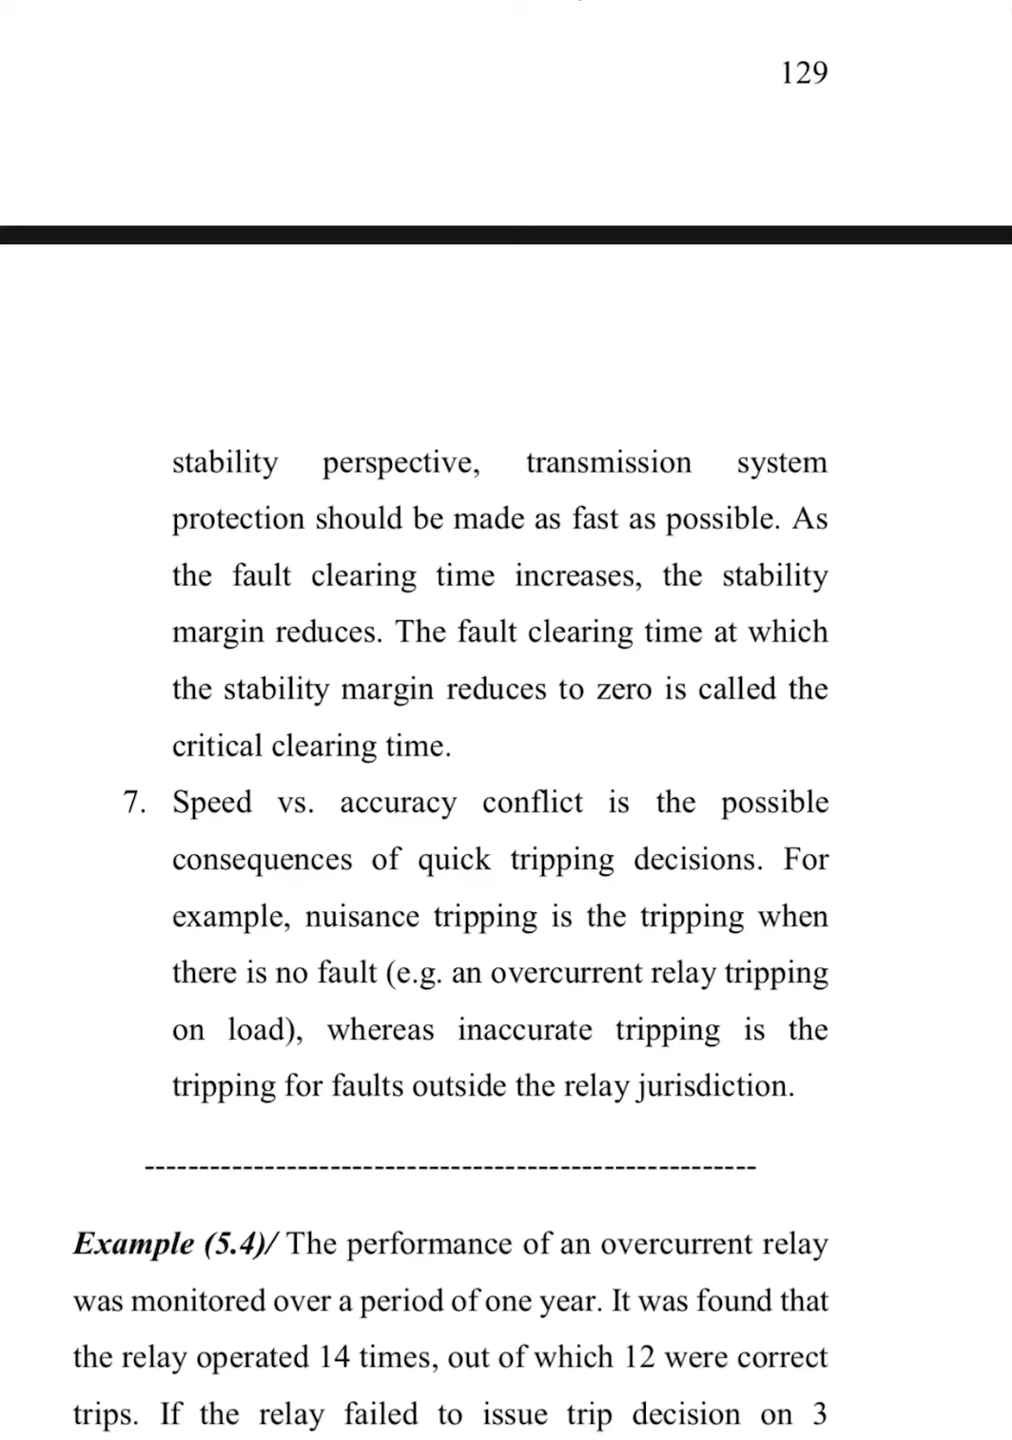 129
stability perspective, transmission system
protection should be made as fast as possible. As
the fault clearing time increases, the stability
margin reduces. The fault clearing time at which
the stability margin reduces to zero is called the
critical clearing time.
7. Speed vs. accuracy conflict is the possible
consequences of quick tripping decisions. For
example, nuisance tripping is the tripping when
there is no fault (e.g. an overcurrent relay tripping
on load), whereas inaccurate tripping is the
tripping for faults outside the relay jurisdiction.
--------------------------------------------------------
Example (5.4)/ The performance of an overcurrent relay
was monitored over a period of one year. It was found that
the relay operated 14 times, out of which 12 were correct
trips. If the relay failed to issue trip decision on 3